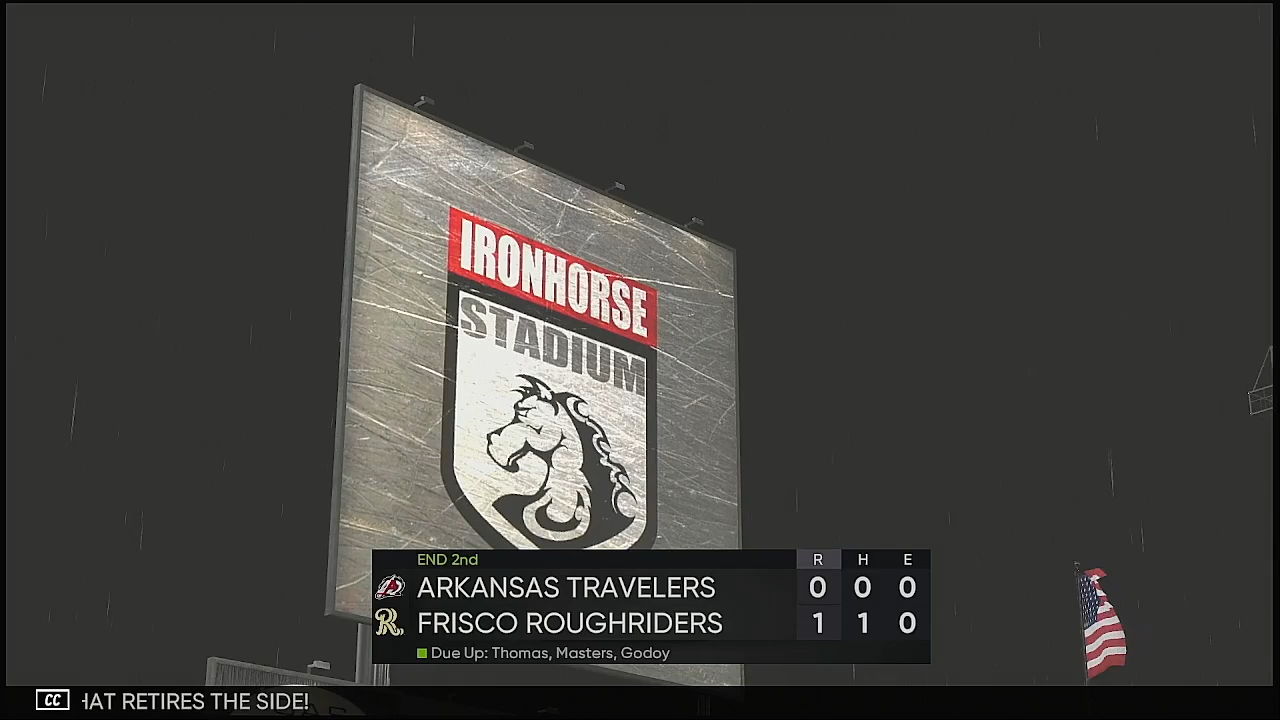 IRONHORSE
STADIUM
END 2nd R H E
ARKANSAS TRAVELERS 0 0 0
FRISCO ROUGHRIDERS 1 1 0
Due Up: Thomas, Masters, Godoy
CC HAT RETIRES THE SIDE!